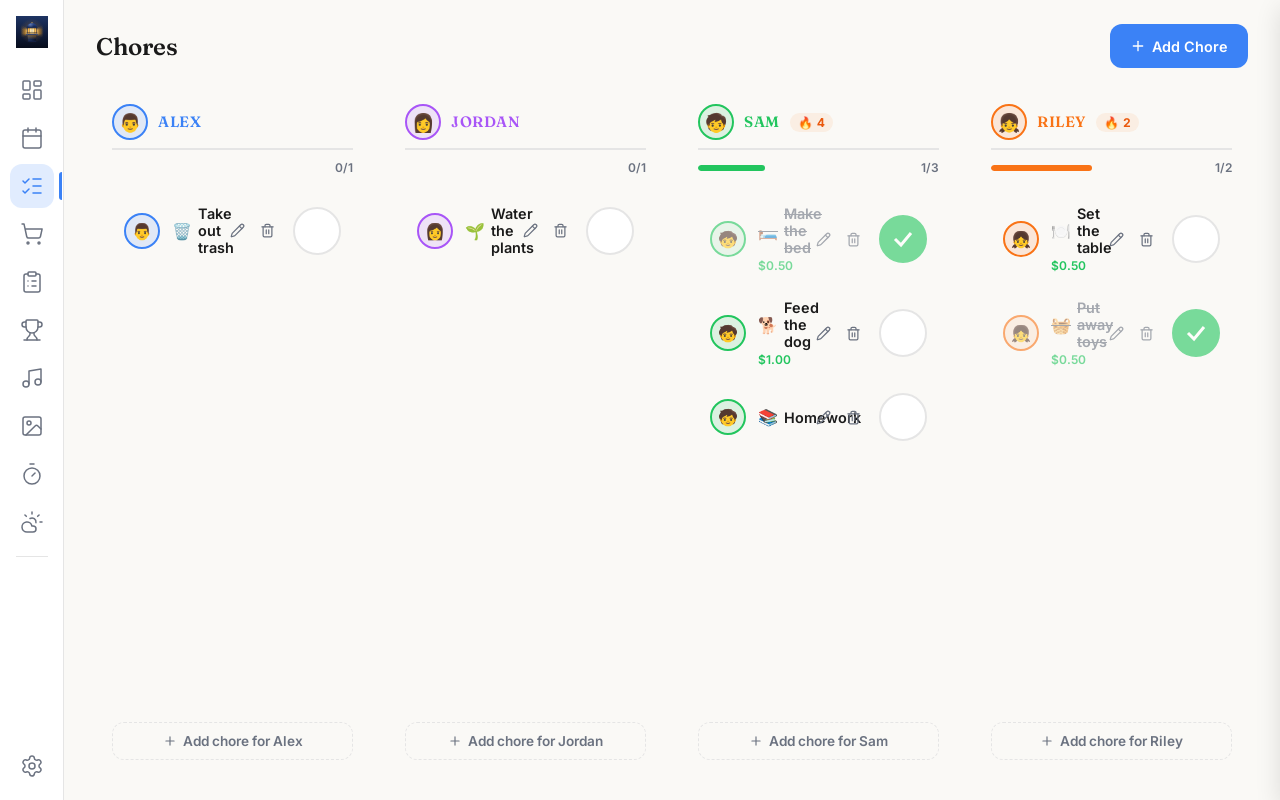 Chores
+ Add Chore
ALEX
0/1
Take
out
trash
+ Add chore for Alex
JORDAN
0/1
Water
the
plants
+ Add chore for Jordan
SAM 🔥 4
1/3
Make
the
bed
$0.50
Feed
the
dog
$1.00
Homework
+ Add chore for Sam
RILEY 🔥 2
1/2
Set
the
table
$0.50
Put
away
toys
$0.50
+ Add chore for Riley